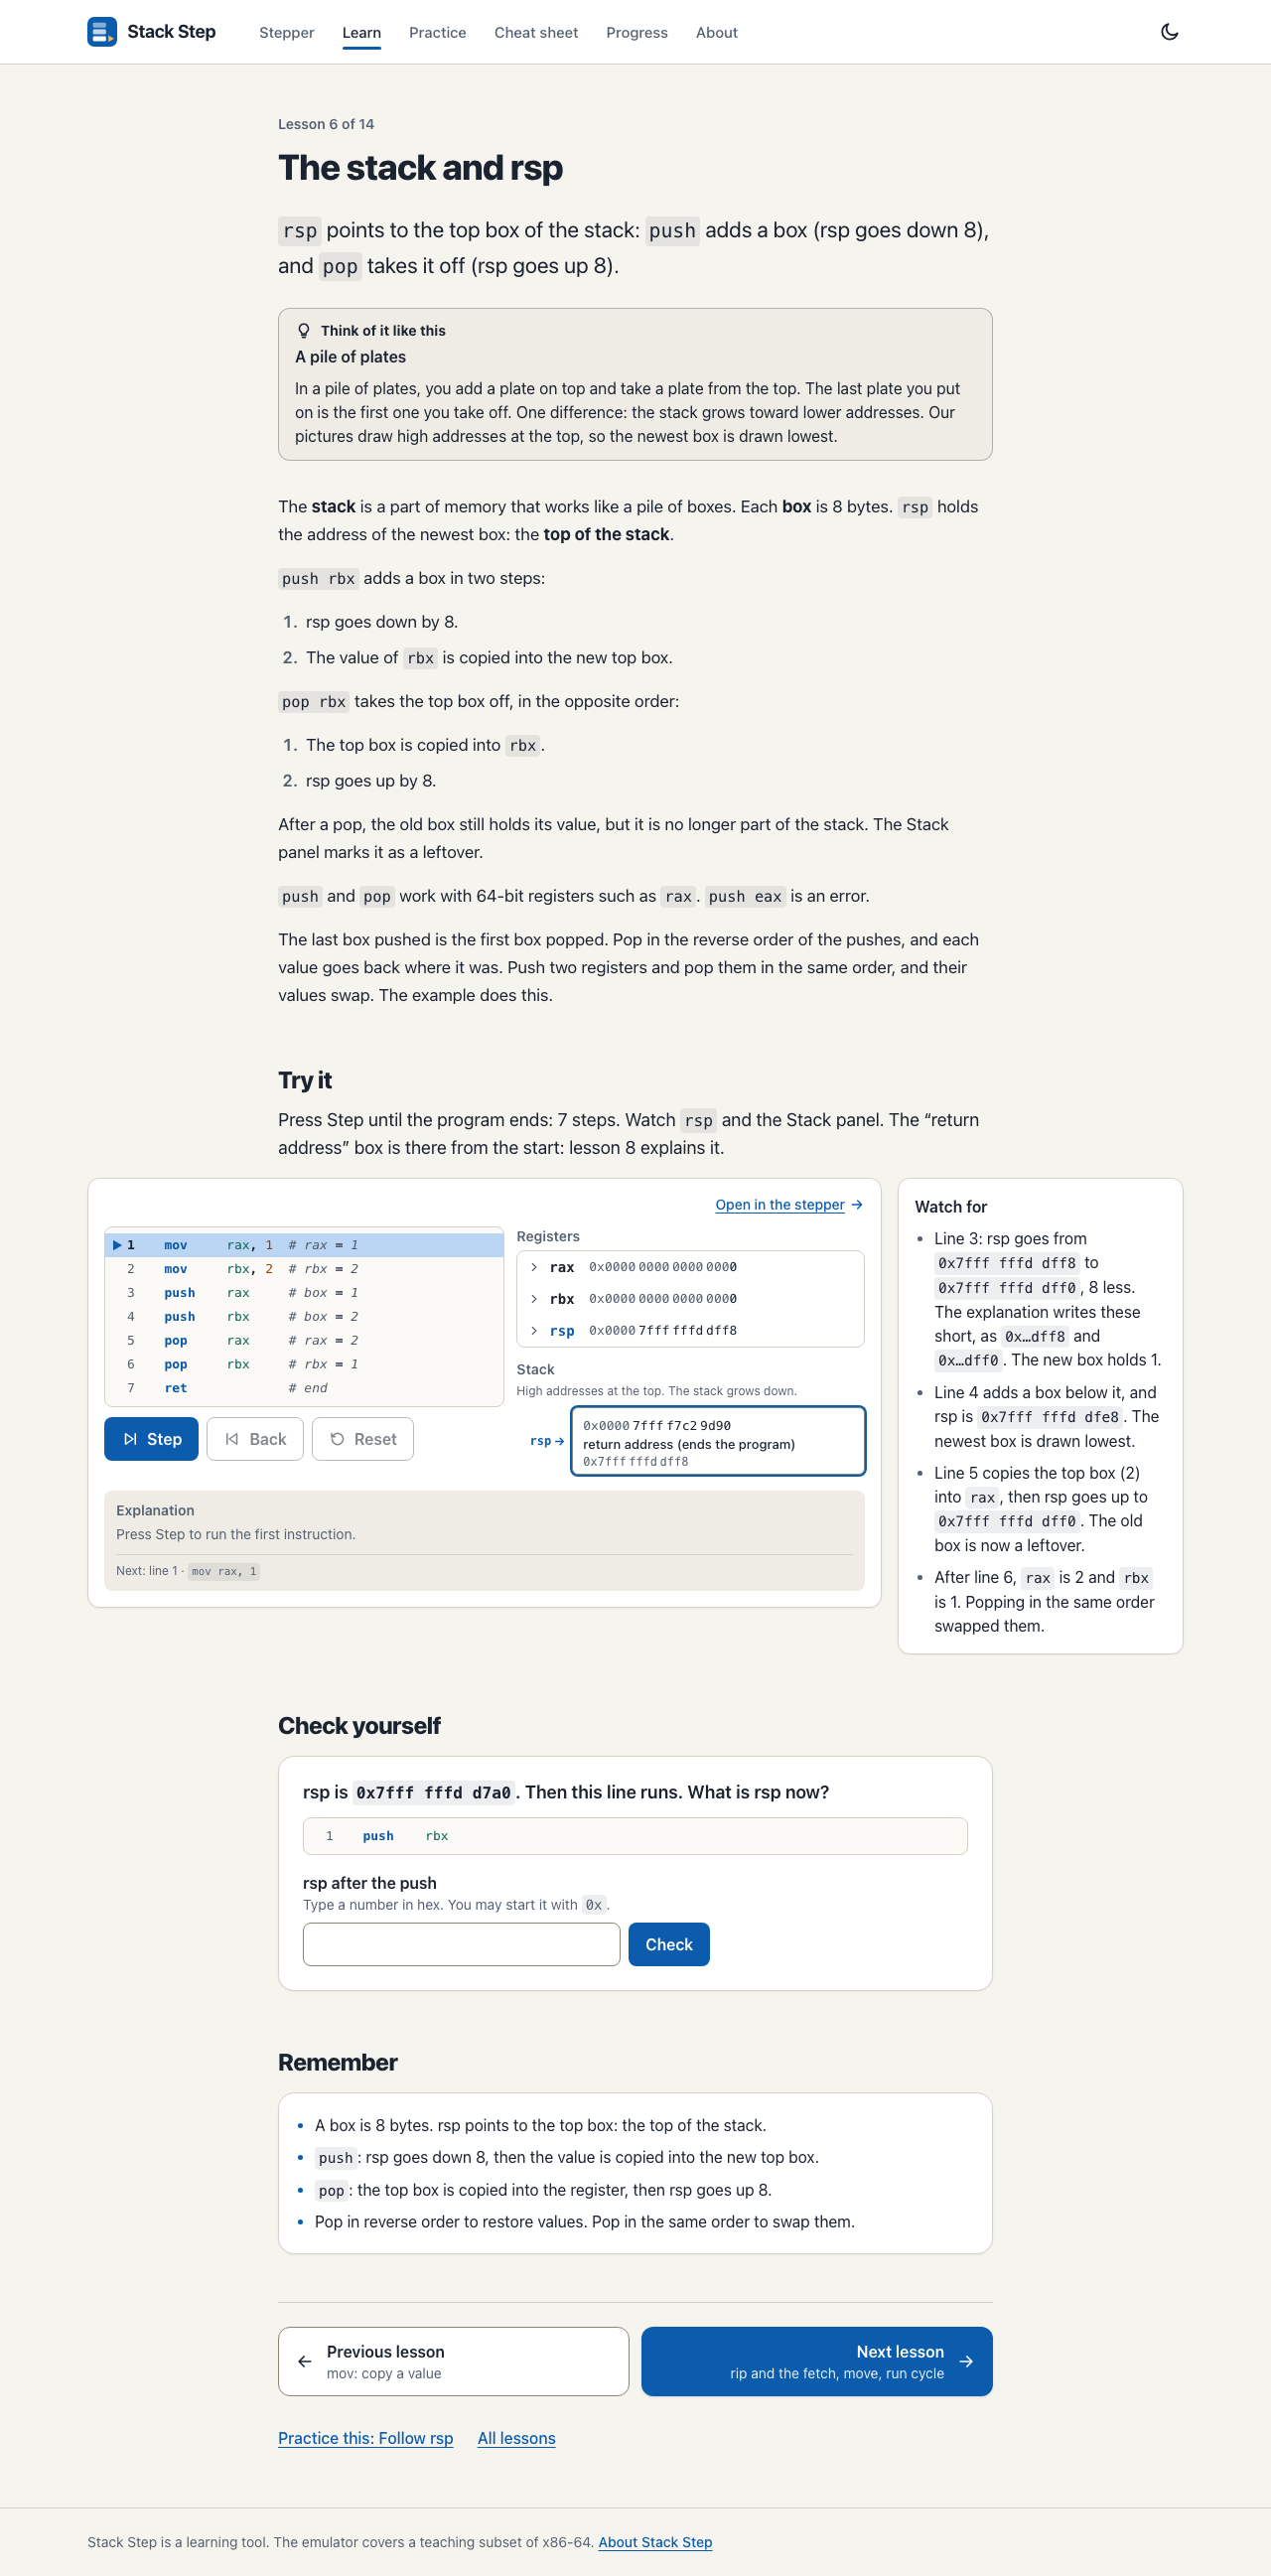 Stack Step
Stepper
Learn
Practice
Cheat sheet
Progress
About
Lesson 6 of 14
The stack and rsp
rsp points to the top box of the stack: push adds a box (rsp goes down 8),
and pop takes it off (rsp goes up 8).
Think of it like this
A pile of plates
In a pile of plates, you add a plate on top and take a plate from the top. The last plate you put
on is the first one you take off. One difference: the stack grows toward lower addresses. Our
pictures draw high addresses at the top, so the newest box is drawn lowest.
The stack is a part of memory that works like a pile of boxes. Each box is 8 bytes. rsp holds
the address of the newest box: the top of the stack.
push rbx adds a box in two steps:
1. rsp goes down by 8.
2. The value of rbx is copied into the new top box.
pop rbx takes the top box off, in the opposite order:
1. The top box is copied into rbx.
2. rsp goes up by 8.
After a pop, the old box still holds its value, but it is no longer part of the stack. The Stack
panel marks it as a leftover.
push and pop work with 64-bit registers such as rax. push eax is an error.
The last box pushed is the first box popped. Pop in the reverse order of the pushes, and each
value goes back where it was. Push two registers and pop them in the same order, and their
values swap. The example does this.
Try it
Press Step until the program ends: 7 steps. Watch rsp and the Stack panel. The “return
address” box is there from the start: lesson 8 explains it.
Open in the stepper →
1 mov rax, 1 # rax = 1
2 mov rbx, 2 # rbx = 2
3 push rax # box = 1
4 push rbx # box = 2
5 pop rax # rax = 2
6 pop rbx # rbx = 1
7 ret # end
Step
Back
Reset
Registers
rax 0x0000 0000 0000 0000
rbx 0x0000 0000 0000 0000
rsp 0x0000 7fff fffd dff8
Stack
High addresses at the top. The stack grows down.
rsp →
0x0000 7fff f7c2 9d90
return address (ends the program)
0x7fff fffd dff8
Explanation
Press Step to run the first instruction.
Next: line 1 · mov rax, 1
Watch for
• Line 3: rsp goes from
0x7fff fffd dff8 to
0x7fff fffd dff0, 8 less.
The explanation writes these
short, as 0x…dff8 and
0x…dff0. The new box holds 1.
• Line 4 adds a box below it, and
rsp is 0x7fff fffd dfe8. The
newest box is drawn lowest.
• Line 5 copies the top box (2)
into rax, then rsp goes up to
0x7fff fffd dff0. The old
box is now a leftover.
• After line 6, rax is 2 and rbx
is 1. Popping in the same order
swapped them.
Check yourself
rsp is 0x7fff fffd d7a0. Then this line runs. What is rsp now?
1 push rbx
rsp after the push
Type a number in hex. You may start it with 0x.
Check
Remember
• A box is 8 bytes. rsp points to the top box: the top of the stack.
• push: rsp goes down 8, then the value is copied into the new top box.
• pop: the top box is copied into the register, then rsp goes up 8.
• Pop in reverse order to restore values. Pop in the same order to swap them.
← Previous lesson
mov: copy a value
Next lesson →
rip and the fetch, move, run cycle
Practice this: Follow rsp
All lessons
Stack Step is a learning tool. The emulator covers a teaching subset of x86-64. About Stack Step